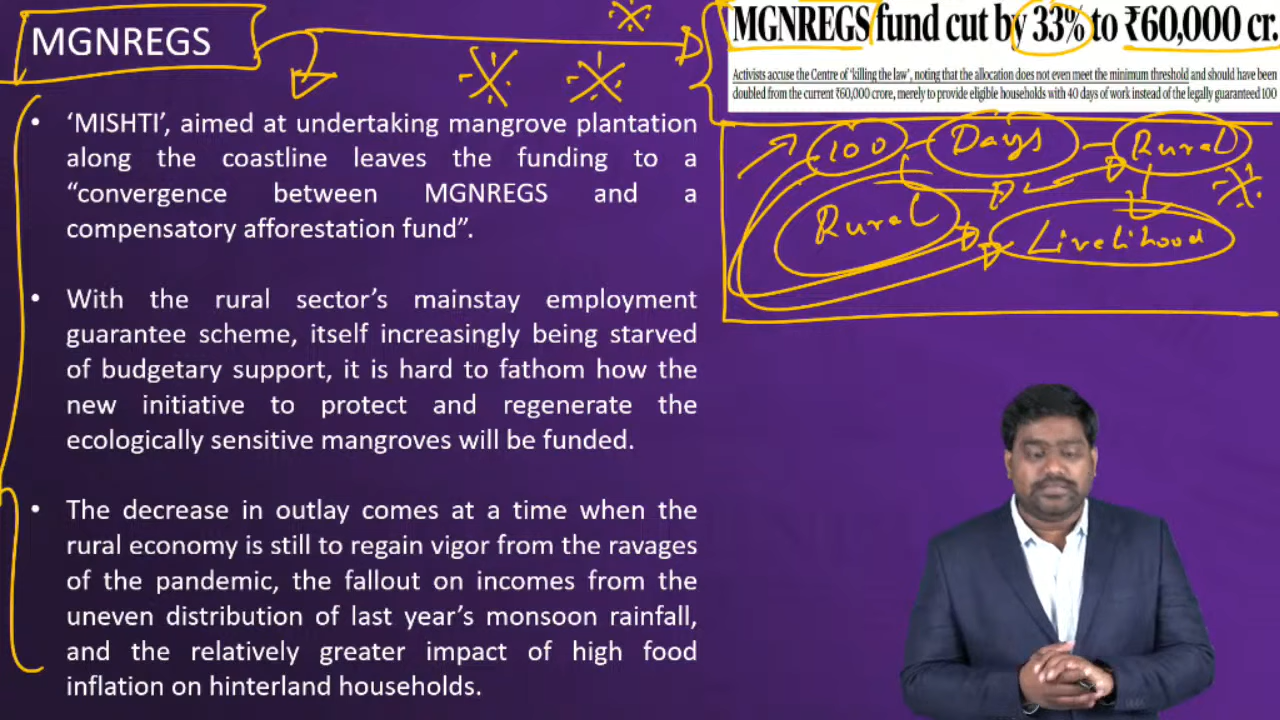 MGNREGS
MGNREGS fund cut by 33% to ₹60,000 cr.
Activists accuse the Centre of 'killing the law', noting that the allocation does not even meet the minimum threshold and should have been
doubled from the current ₹60,000 crore, merely to provide eligible households with 40 days of work instead of the legally guaranteed 100
100 Days Rural
Rural Livelihood
• 'MISHTI', aimed at undertaking mangrove plantation
along the coastline leaves the funding to a
"convergence between MGNREGS and a
compensatory afforestation fund".
• With the rural sector's mainstay employment
guarantee scheme, itself increasingly being starved
of budgetary support, it is hard to fathom how the
new initiative to protect and regenerate the
ecologically sensitive mangroves will be funded.
• The decrease in outlay comes at a time when the
rural economy is still to regain vigor from the ravages
of the pandemic, the fallout on incomes from the
uneven distribution of last year's monsoon rainfall,
and the relatively greater impact of high food
inflation on hinterland households.